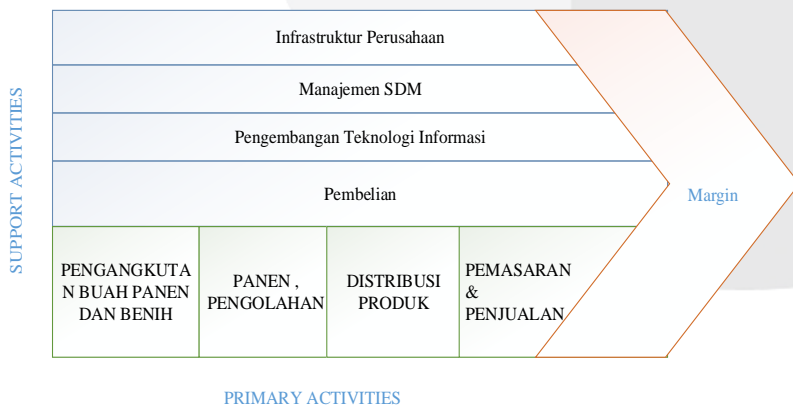 Infrastruktur Perusahaan
Manajemen SDM
Pengembangan Teknologi Informasi
Pembelian
SUPPORT ACTIVITIES
Margin
PENGANGKUTA
N BUAH PANEN
DAN BENIH
PANEN ,
PENGOLAHAN
DISTRIBUSI
PRODUK
PEMASARAN
&
PENJUALAN
PRIMARY ACTIVITIES